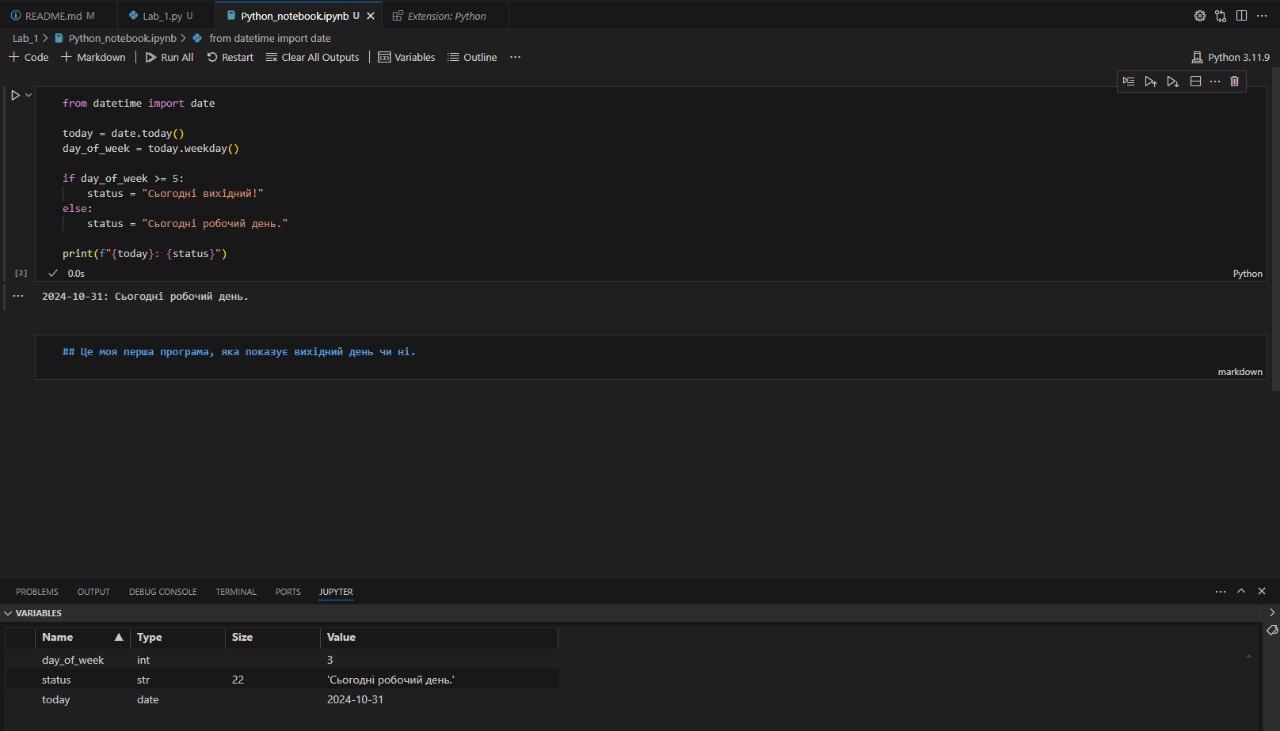 README.md M Lab_1.py U Python_notebook.ipynb U Extension: Python
Lab_1 > Python_notebook.ipynb > from datetime import date
+ Code + Markdown Run All Restart Clear All Outputs Variables Outline ... Python 3.11.9
from datetime import date
today = date.today()
day_of_week = today.weekday()
if day_of_week >= 5:
status = "Сьогодні вихідний!"
else:
status = "Сьогодні робочий день."
print(f"{today}: {status}")
[2] 0.0s Python
2024-10-31: Сьогодні робочий день.
## Це моя перша програма, яка показує вихідний день чи ні.
markdown
PROBLEMS OUTPUT DEBUG CONSOLE TERMINAL PORTS JUPYTER
VARIABLES
Name Type Size Value
day_of_week int 3
status str 22 'Сьогодні робочий день.'
today date 2024-10-31